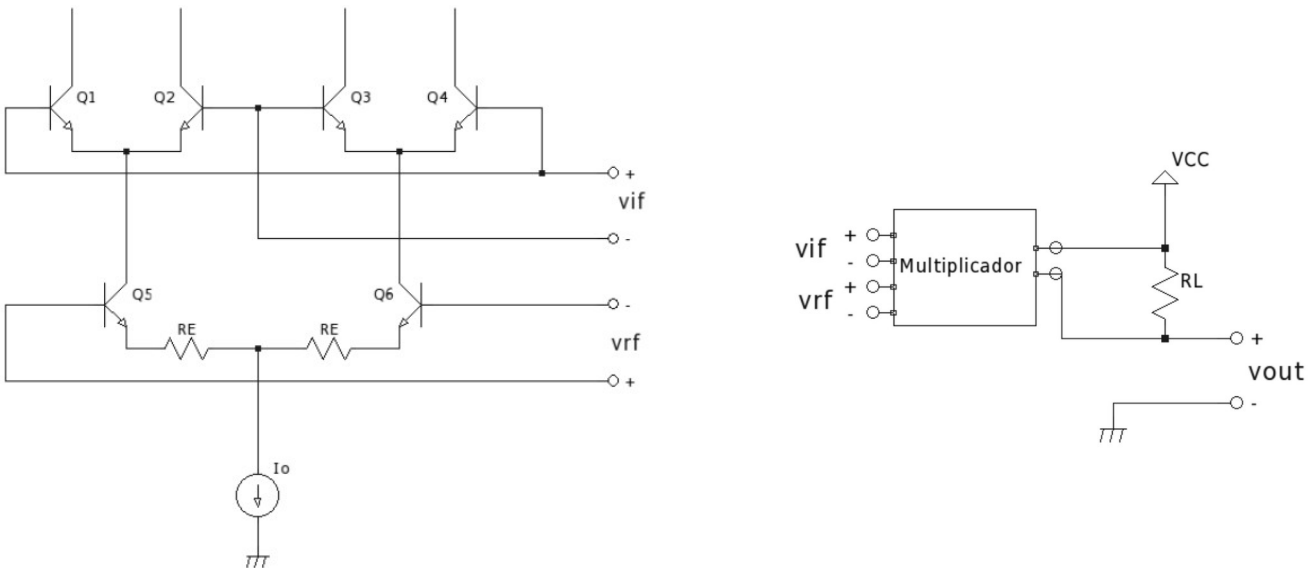 Q1
Q2
Q3
Q4
+
vif
-
Q5
Q6
-
RE
RE
vrf
+
Io
VCC
vif
+
-
Multiplicador
vrf
+
-
RL
+
vout
-